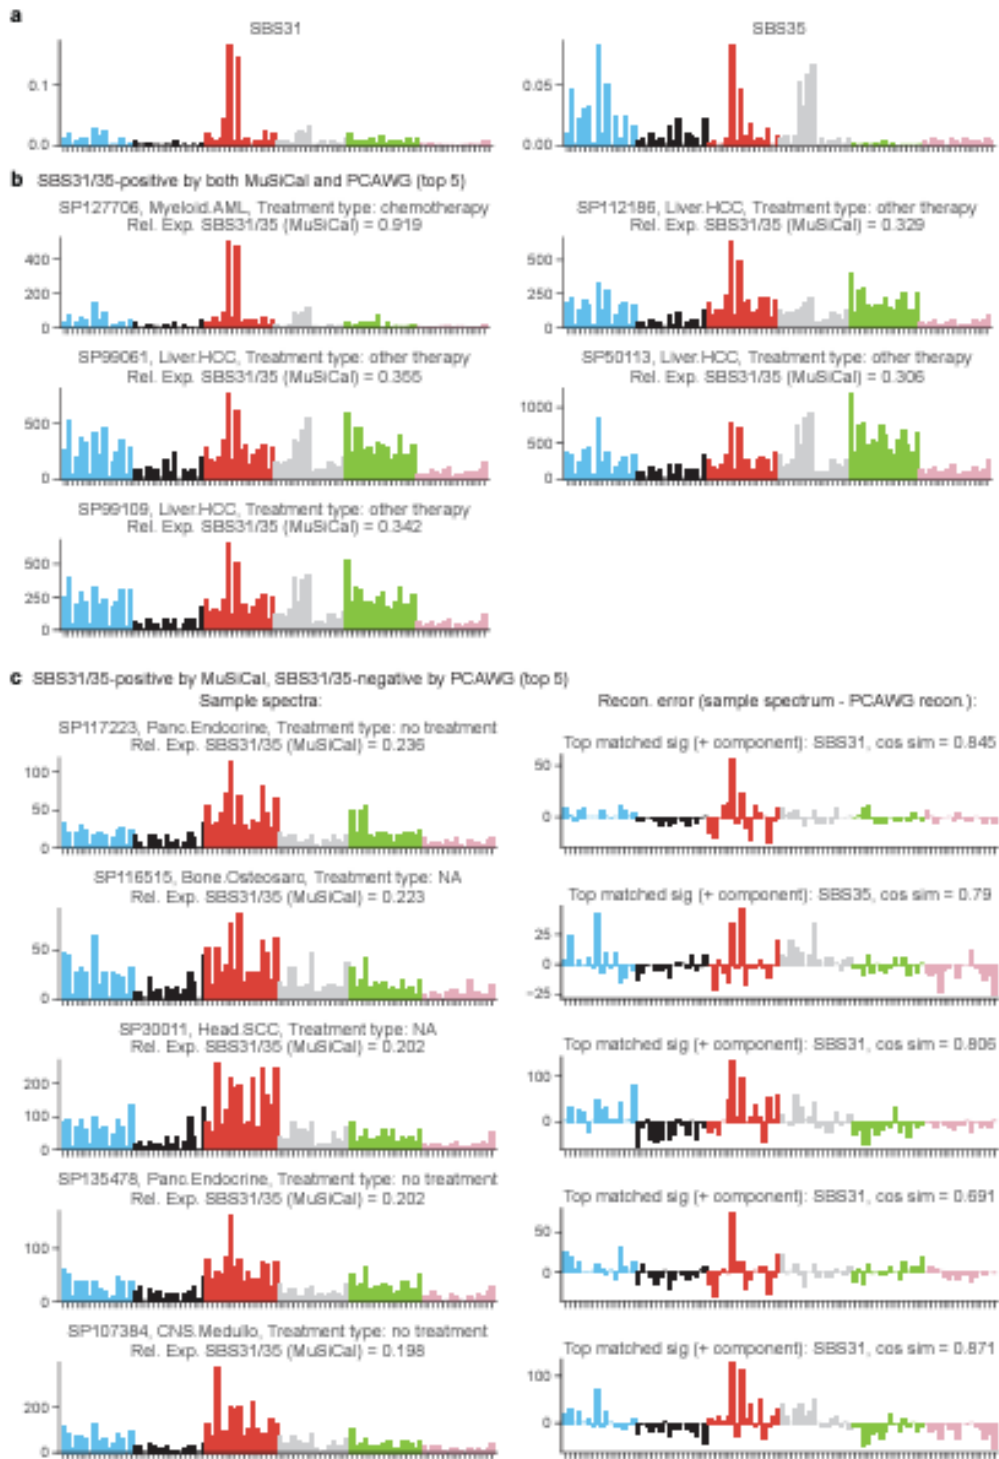 a
SBS31
SBS35
0.1
0.0
0.05
0.00
b SBS31/35-positive by both MuSiCal and PCAWG (top 5)
SP127706, Myeloid.AML, Treatment type: chemotherapy
Rel. Exp. SBS31/35 (MuSiCal) = 0.919
400
200
0
SP112186, Liver.HCC, Treatment type: other therapy
Rel. Exp. SBS31/35 (MuSiCal) = 0.329
500
250
0
SP99061, Liver.HCC, Treatment type: other therapy
Rel. Exp. SBS31/35 (MuSiCal) = 0.355
500
0
SP50113, Liver.HCC, Treatment type: other therapy
Rel. Exp. SBS31/35 (MuSiCal) = 0.306
1000
500
0
SP99109, Liver.HCC, Treatment type: other therapy
Rel. Exp. SBS31/35 (MuSiCal) = 0.342
500
250
0
c SBS31/35-positive by MuSiCal, SBS31/35-negative by PCAWG (top 5)
Sample spectra:
Recon. error (sample spectrum - PCAWG recon.):
SP117223, Panc.Endocrine, Treatment type: no treatment
Rel. Exp. SBS31/35 (MuSiCal) = 0.236
100
50
0
Top matched sig (+ component): SBS31, cos sim = 0.845
50
0
SP116515, Bone.Osteosarc, Treatment type: NA
Rel. Exp. SBS31/35 (MuSiCal) = 0.223
50
0
Top matched sig (+ component): SBS35, cos sim = 0.79
25
0
−25
SP30011, Head.SCC, Treatment type: NA
Rel. Exp. SBS31/35 (MuSiCal) = 0.202
200
100
0
Top matched sig (+ component): SBS31, cos sim = 0.806
100
0
SP135478, Panc.Endocrine, Treatment type: no treatment
Rel. Exp. SBS31/35 (MuSiCal) = 0.202
100
0
Top matched sig (+ component): SBS31, cos sim = 0.691
50
0
SP107384, CNS.Medullo, Treatment type: no treatment
Rel. Exp. SBS31/35 (MuSiCal) = 0.198
200
0
Top matched sig (+ component): SBS31, cos sim = 0.871
100
0